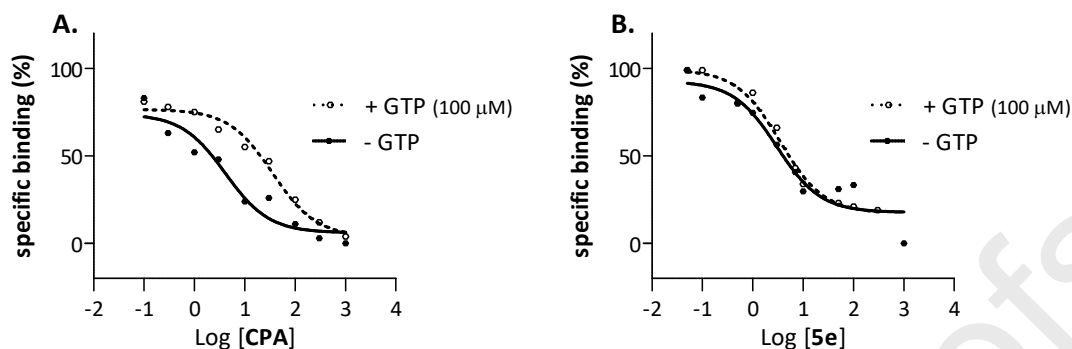 A.
specific binding (%)
100
50
0
-2
-1
0
1
2
3
4
Log [CPA]
+ GTP (100 μM)
- GTP
B.
specific binding (%)
100
50
0
-2
-1
0
1
2
3
4
Log [5e]
+ GTP (100 μM)
- GTP
ofs